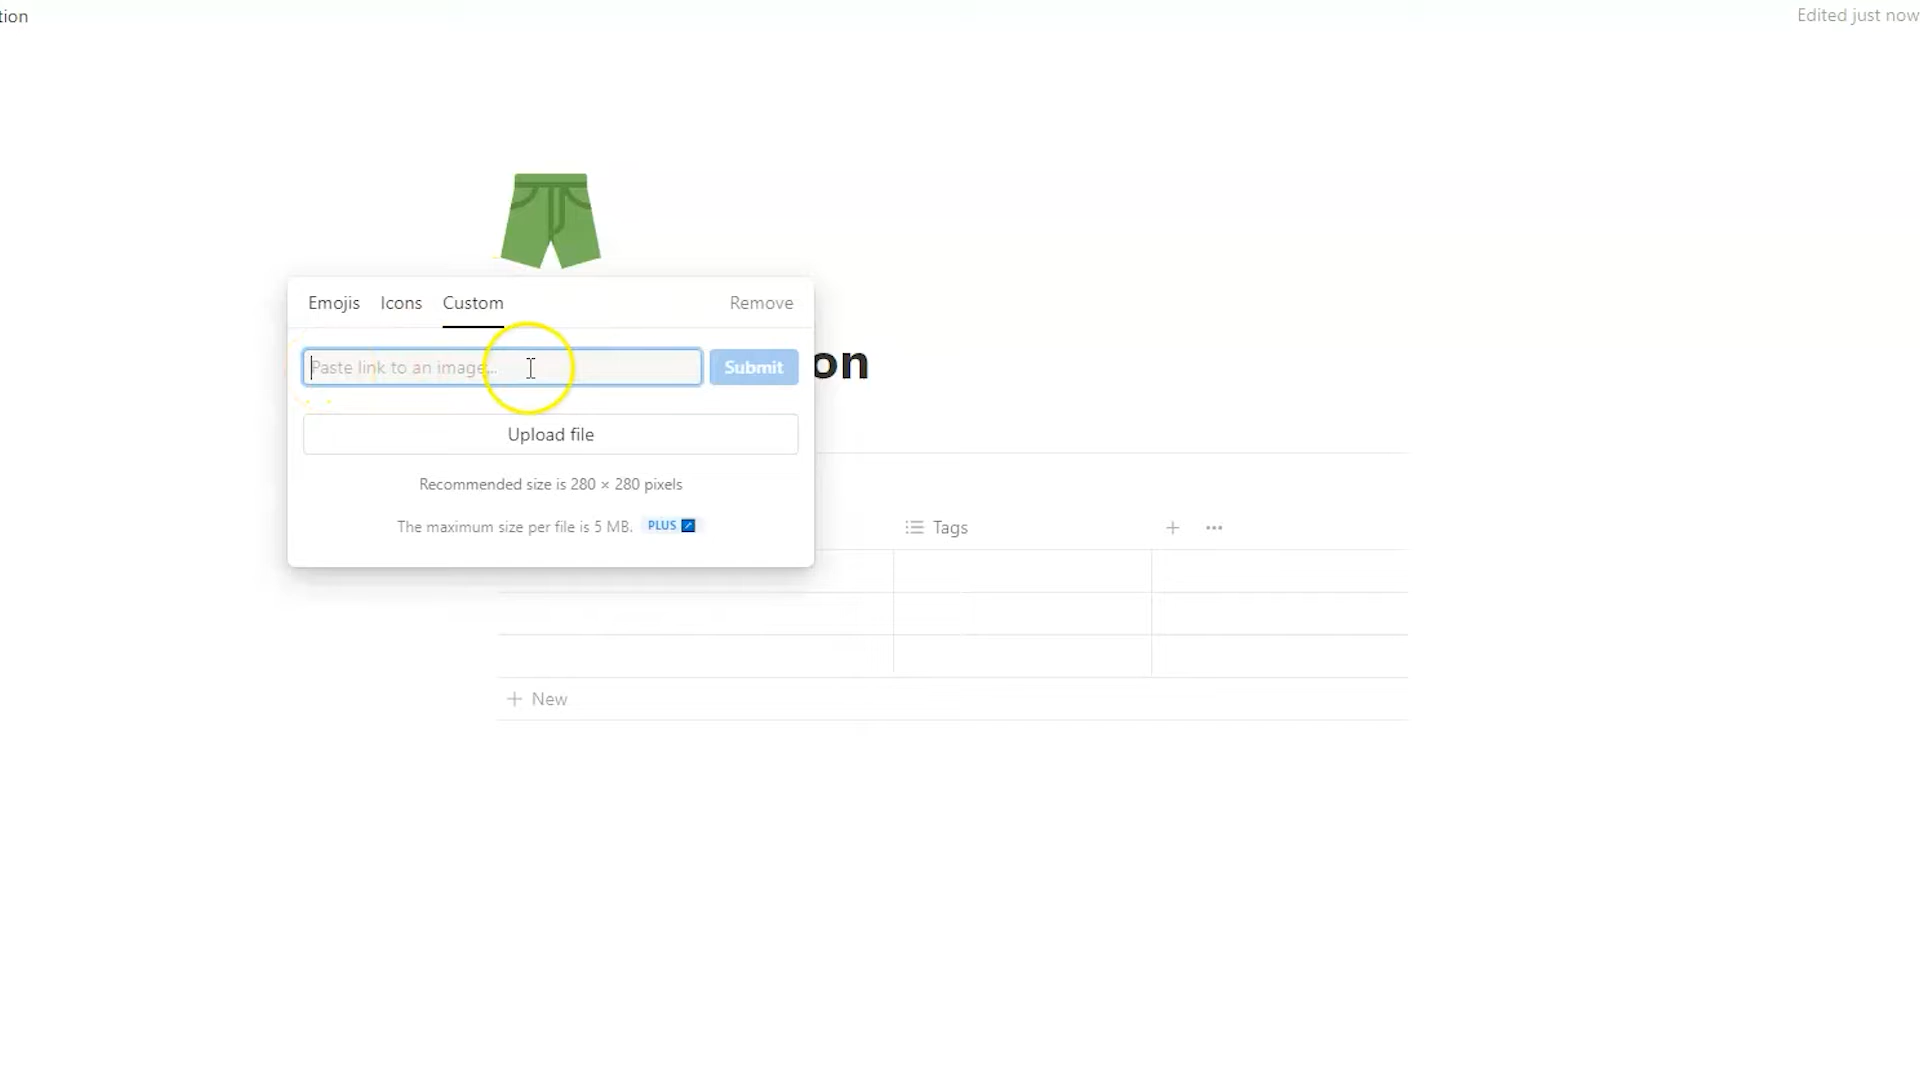 tion
Edited just now
Emojis Icons Custom Remove
Paste link to an image...
Submit
on
Upload file
Recommended size is 280 × 280 pixels
The maximum size per file is 5 MB. PLUS
Tags
+ New